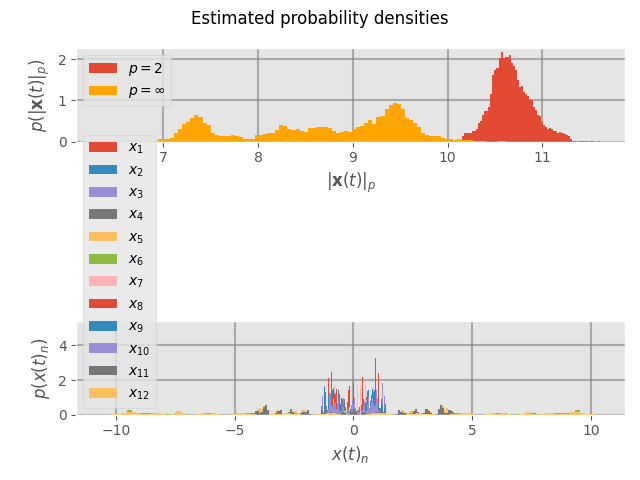 Estimated probability densities
p(|x(t)|ₚ)
2
1
0
p = 2
p = ∞
7 8 9 10 11
|x(t)|ₚ
x₁
x₂
x₃
x₄
x₅
x₆
x₇
x₈
x₉
x₁₀
x₁₁
x₁₂
p(x(t)ₙ)
4
2
0
−10 −5 0 5 10
x(t)ₙ